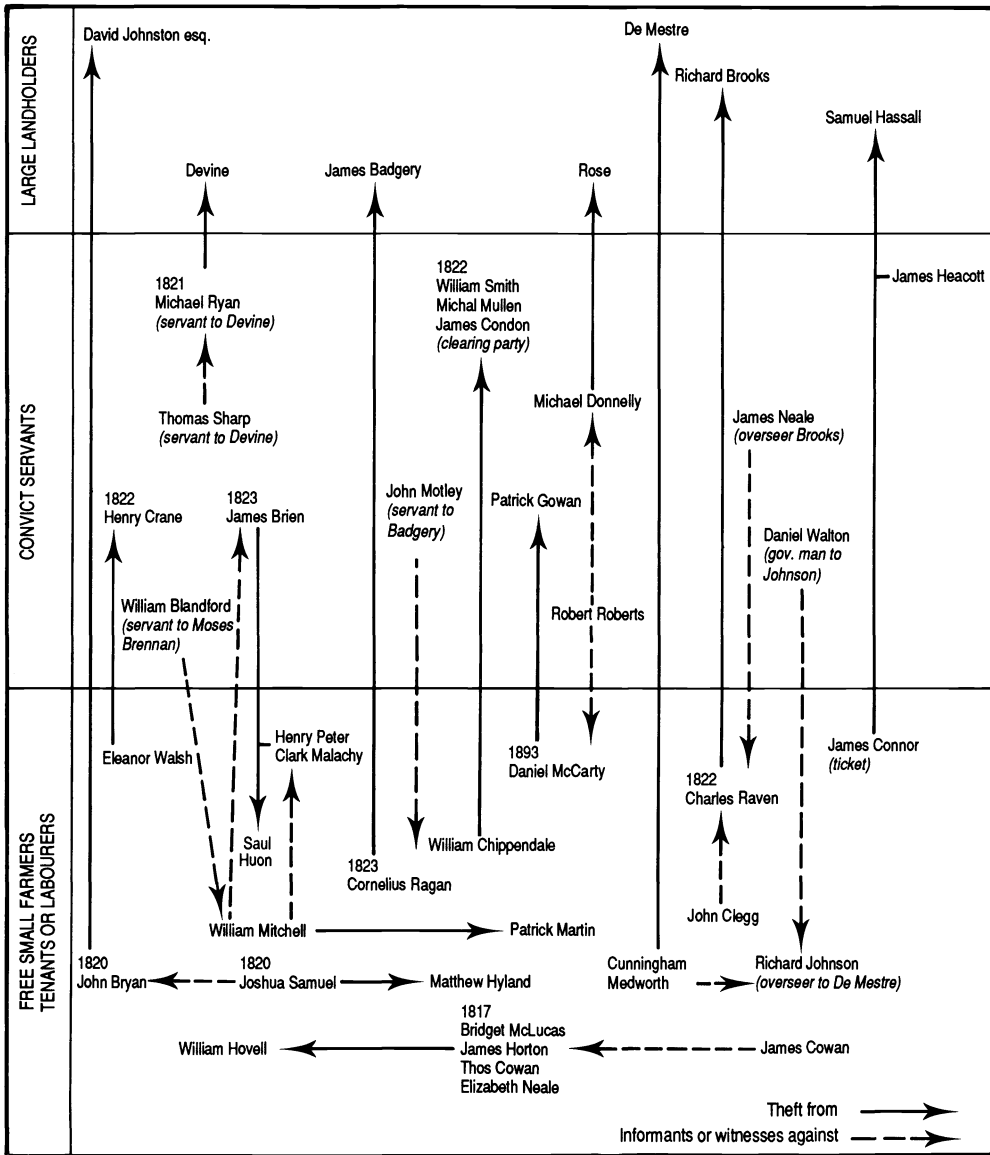 LARGE LANDHOLDERS
David Johnston esq.
De Mestre
Richard Brooks
Samuel Hassall
Devine
James Badgery
Rose
CONVICT SERVANTS
1821
Michael Ryan
(servant to Devine)
Thomas Sharp
(servant to Devine)
1822
William Smith
Michal Mullen
James Condon
(clearing party)
James Heacott
Michael Donnelly
James Neale
(overseer Brooks)
1822
Henry Crane
1823
James Brien
John Motley
(servant to
Badgery)
Patrick Gowan
Daniel Walton
(gov. man to
Johnson)
William Blandford
(servant to Moses
Brennan)
Robert Roberts
FREE SMALL FARMERS
TENANTS OR LABOURERS
Eleanor Walsh
Henry Peter
Clark Malachy
1893
Daniel McCarty
James Connor
(ticket)
1822
Charles Raven
Saul
Huon
William Chippendale
1823
Cornelius Ragan
John Clegg
William Mitchell
Patrick Martin
1820
John Bryan
1820
Joshua Samuel
Matthew Hyland
Cunningham
Medworth
Richard Johnson
(overseer to De Mestre)
William Hovell
1817
Bridget McLucas
James Horton
Thos Cowan
Elizabeth Neale
James Cowan
Theft from
Informants or witnesses against